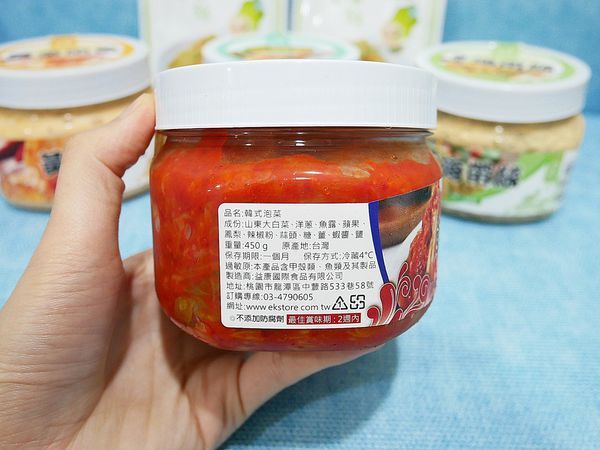 品名:韓式泡菜
成份:山東大白菜、洋蔥、魚露、蘋果、
鳳梨、辣椒粉、蒜頭、糖、薑、蝦醬、鹽
重量:450 g 原產地:台灣
保存期限:一個月 保存方式:冷藏4°C
過敏原:本產品含甲殼類、魚類及其製品
製造商:益康國際食品有限公司
地址:桃園市龍潭區中豐路533巷58號
訂購專線:03-4790605
網址:www.ekstore.com.tw
☆不添加防腐劑 最佳賞味期:2週內